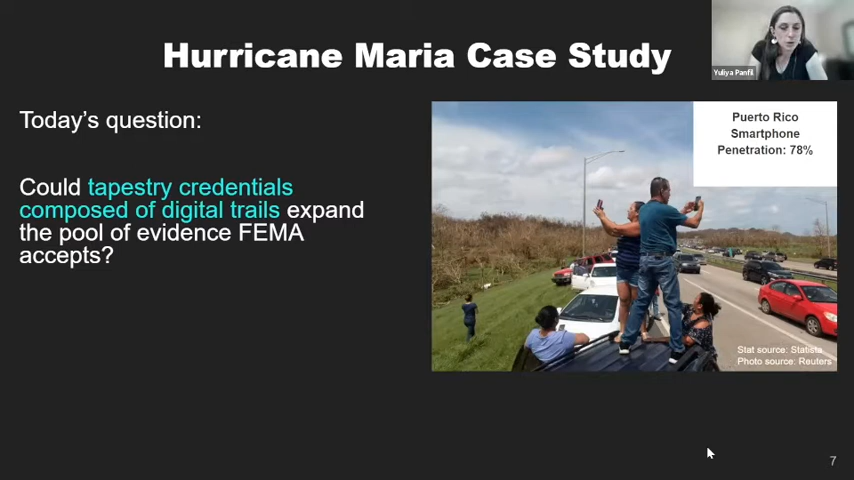 Hurricane Maria Case Study
Yuliya Panfil
Today's question:
Could tapestry credentials
composed of digital trails expand
the pool of evidence FEMA
accepts?
Puerto Rico
Smartphone
Penetration: 78%
Stat source: Statista
Photo source: Reuters
7